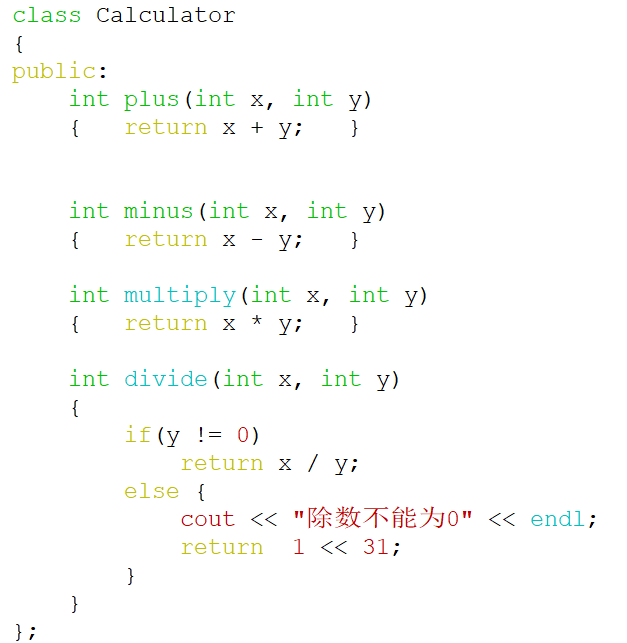 class Calculator
{
public:
    int plus(int x, int y)
    {   return x + y;   }
    int minus(int x, int y)
    {   return x - y;   }
    int multiply(int x, int y)
    {   return x * y;   }
    int divide(int x, int y)
    {
        if(y != 0)
            return x / y;
        else {
            cout << "除数不能为0" << endl;
            return  1 << 31;
        }
    }
};